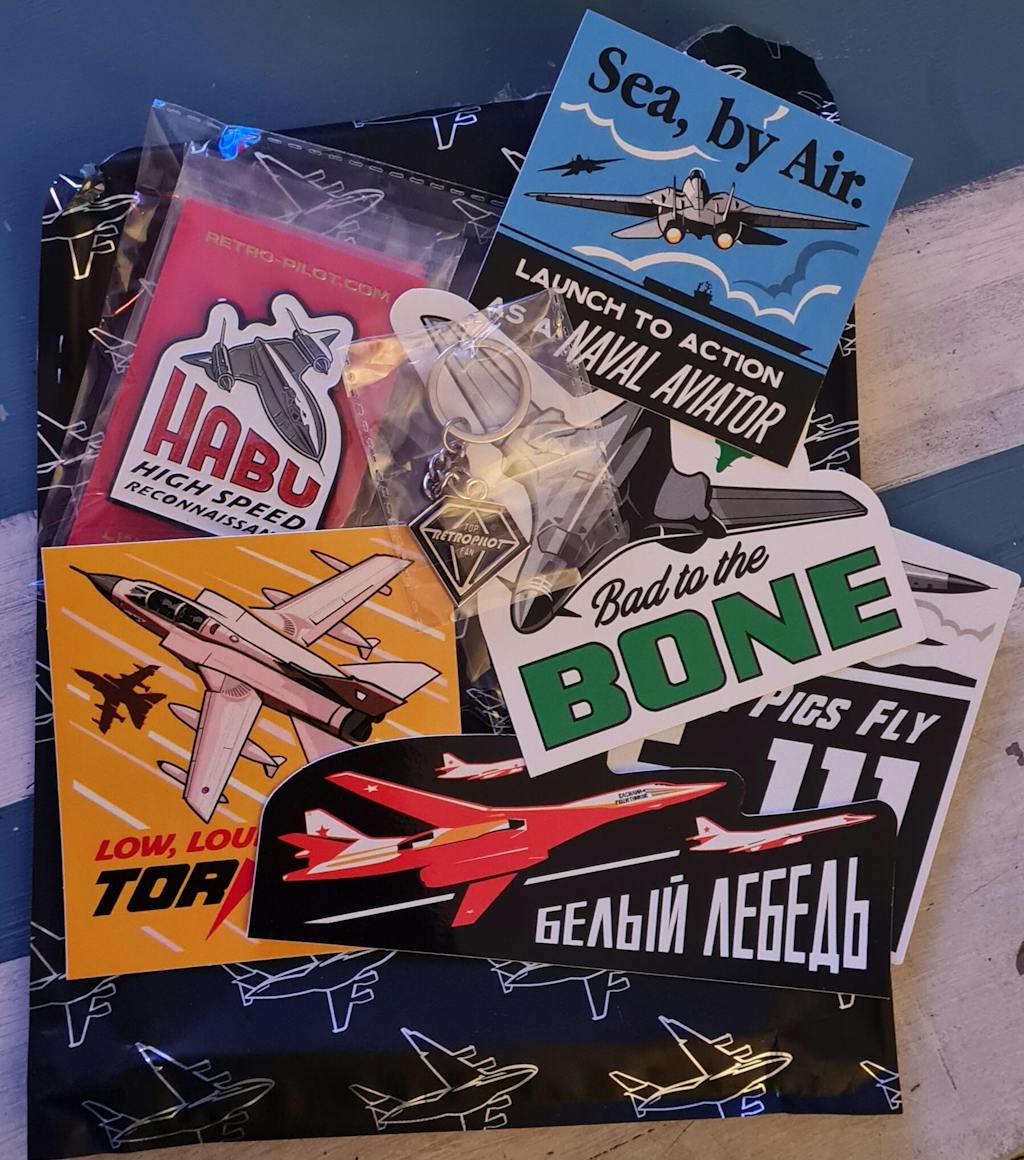 Sea, by Air.
LAUNCH TO ACTION
AS A NAVAL AVIATOR
RETRO-PILOT.COM
HABU
HIGH SPEED
RECONNAISSAN
TOP
RETROPILOT
FAN
Bad to the
BONE
PIGS FLY
111
LOW, LOU
TOR
БЕЛЫЙ ЛЕБЕДЬ